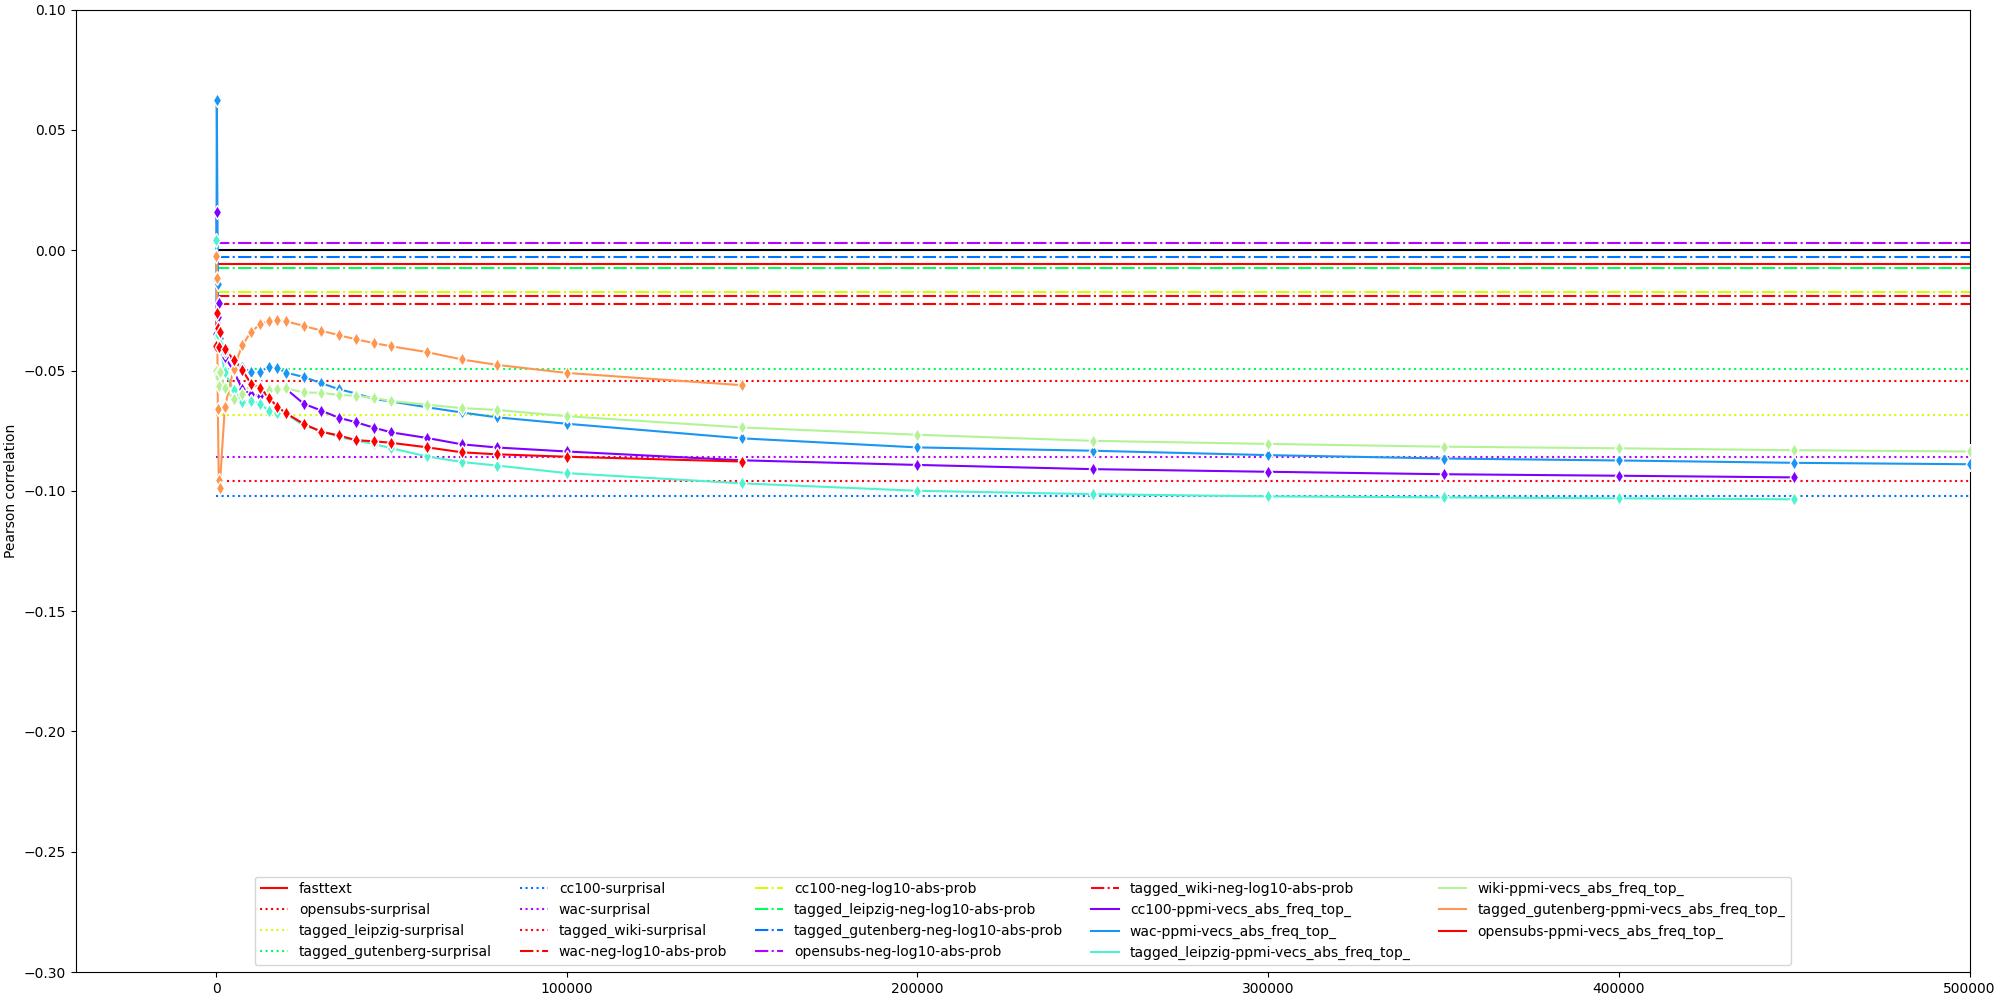 0.10
0.05
0.00
−0.05
−0.10
−0.15
−0.20
−0.25
−0.30
Pearson correlation
fasttext
opensubs-surprisal
tagged_leipzig-surprisal
tagged_gutenberg-surprisal
cc100-surprisal
wac-surprisal
tagged_wiki-surprisal
wac-neg-log10-abs-prob
cc100-neg-log10-abs-prob
tagged_leipzig-neg-log10-abs-prob
tagged_gutenberg-neg-log10-abs-prob
opensubs-neg-log10-abs-prob
tagged_wiki-neg-log10-abs-prob
cc100-ppmi-vecs_abs_freq_top_
wac-ppmi-vecs_abs_freq_top_
tagged_leipzig-ppmi-vecs_abs_freq_top_
wiki-ppmi-vecs_abs_freq_top_
tagged_gutenberg-ppmi-vecs_abs_freq_top_
opensubs-ppmi-vecs_abs_freq_top_
0 100000 200000 300000 400000 500000